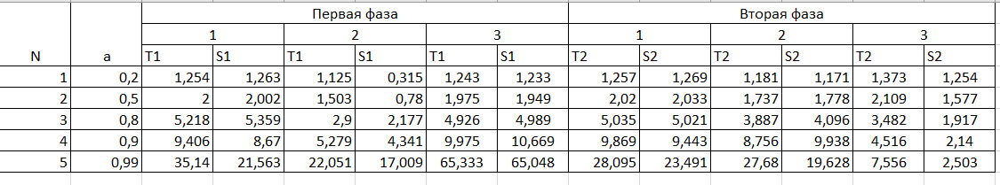 Первая фаза Вторая фаза
1 2 3 1 2 3
N a T1 S1 T1 S1 T1 S1 T2 S2 T2 S2 T2 S2
1 0,2 1,254 1,263 1,125 0,315 1,243 1,233 1,257 1,269 1,181 1,171 1,373 1,254
2 0,5 2 2,002 1,503 0,78 1,975 1,949 2,02 2,033 1,737 1,778 2,109 1,577
3 0,8 5,218 5,359 2,9 2,177 4,926 4,989 5,035 5,021 3,887 4,096 3,482 1,917
4 0,9 9,406 8,67 5,279 4,341 9,975 10,669 9,869 9,443 8,756 9,938 4,516 2,14
5 0,99 35,14 21,563 22,051 17,009 65,333 65,048 28,095 23,491 27,68 19,628 7,556 2,503